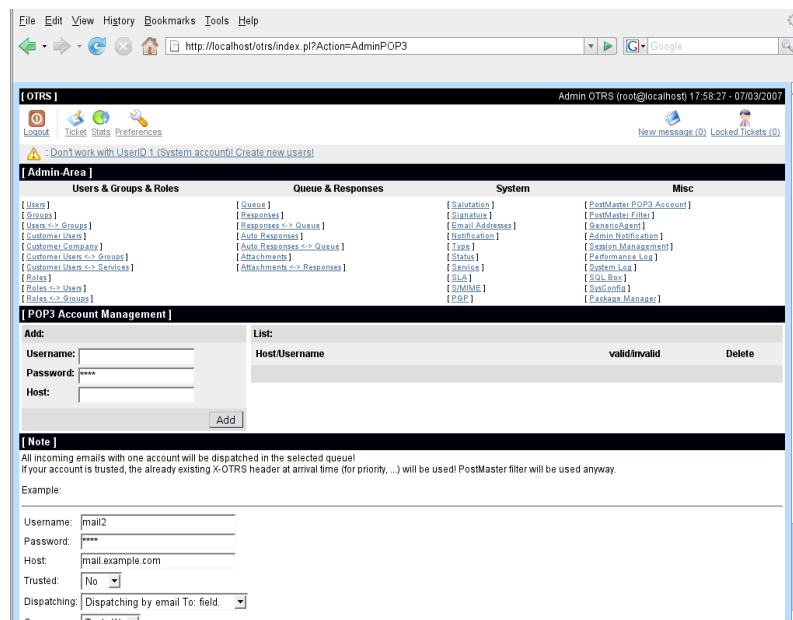 File Edit View History Bookmarks Tools Help
http://localhost/otrs/index.pl?Action=AdminPOP3
G Google
[ OTRS ] Admin OTRS (root@localhost) 17:58:27 - 07/03/2007
Logout Ticket Stats Preferences New message (0) Locked Tickets (0)
: Don't work with UserID 1 (System account)! Create new users!
[ Admin-Area ]
Users & Groups & Roles Queue & Responses System Misc
[ Users ] [ Queue ] [ Salutation ] [ PostMaster POP3 Account ]
[ Groups ] [ Responses ] [ Signature ] [ PostMaster Filter ]
[ Users <-> Groups ] [ Responses <-> Queue ] [ Email Addresses ] [ GenericAgent ]
[ Customer Users ] [ Auto Responses ] [ Notification ] [ Admin Notification ]
[ Customer Company ] [ Auto Responses <-> Queue ] [ Type ] [ Session Management ]
[ Customer Users <-> Groups ] [ Attachments ] [ Status ] [ Performance Log ]
[ Customer Users <-> Services ] [ Attachments <-> Responses ] [ Service ] [ System Log ]
[ Roles ] [ SLA ] [ SQL Box ]
[ Roles <-> Users ] [ S/MIME ] [ SysConfig ]
[ Roles <-> Groups ] [ PGP ] [ Package Manager ]
[ POP3 Account Management ]
Add: List:
Username: Host/Username valid/invalid Delete
Password: ****
Host:
Add
[ Note ]
All incoming emails with one account will be dispatched in the selected queue!
If your account is trusted, the already existing X-OTRS header at arrival time (for priority, ...) will be used! PostMaster filter will be used anyway.
Example:
Username: mail2
Password: ****
Host: mail.example.com
Trusted: No
Dispatching: Dispatching by email To: field.